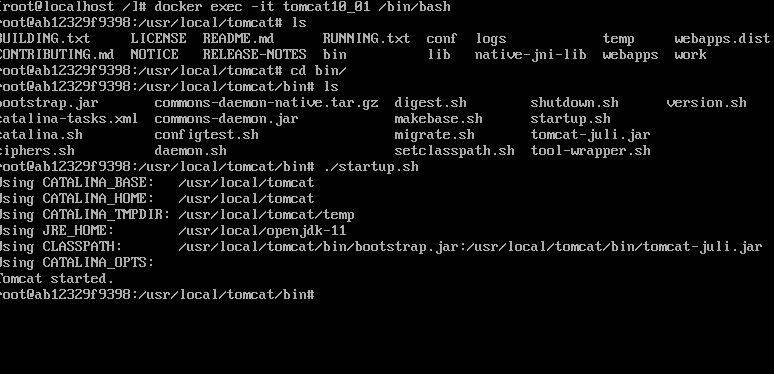 [root@localhost /]# docker exec -it tomcat10_01 /bin/bash
root@ab12329f9398:/usr/local/tomcat# ls
BUILDING.txt LICENSE README.md RUNNING.txt conf logs temp webapps.dist
CONTRIBUTING.md NOTICE RELEASE-NOTES bin lib native-jni-lib webapps work
root@ab12329f9398:/usr/local/tomcat# cd bin/
root@ab12329f9398:/usr/local/tomcat/bin# ls
bootstrap.jar commons-daemon-native.tar.gz digest.sh shutdown.sh version.sh
catalina-tasks.xml commons-daemon.jar makebase.sh startup.sh
catalina.sh configtest.sh migrate.sh tomcat-juli.jar
ciphers.sh daemon.sh setclasspath.sh tool-wrapper.sh
root@ab12329f9398:/usr/local/tomcat/bin# ./startup.sh
Using CATALINA_BASE: /usr/local/tomcat
Using CATALINA_HOME: /usr/local/tomcat
Using CATALINA_TMPDIR: /usr/local/tomcat/temp
Using JRE_HOME: /usr/local/openjdk-11
Using CLASSPATH: /usr/local/tomcat/bin/bootstrap.jar:/usr/local/tomcat/bin/tomcat-juli.jar
Using CATALINA_OPTS:
Tomcat started.
root@ab12329f9398:/usr/local/tomcat/bin#